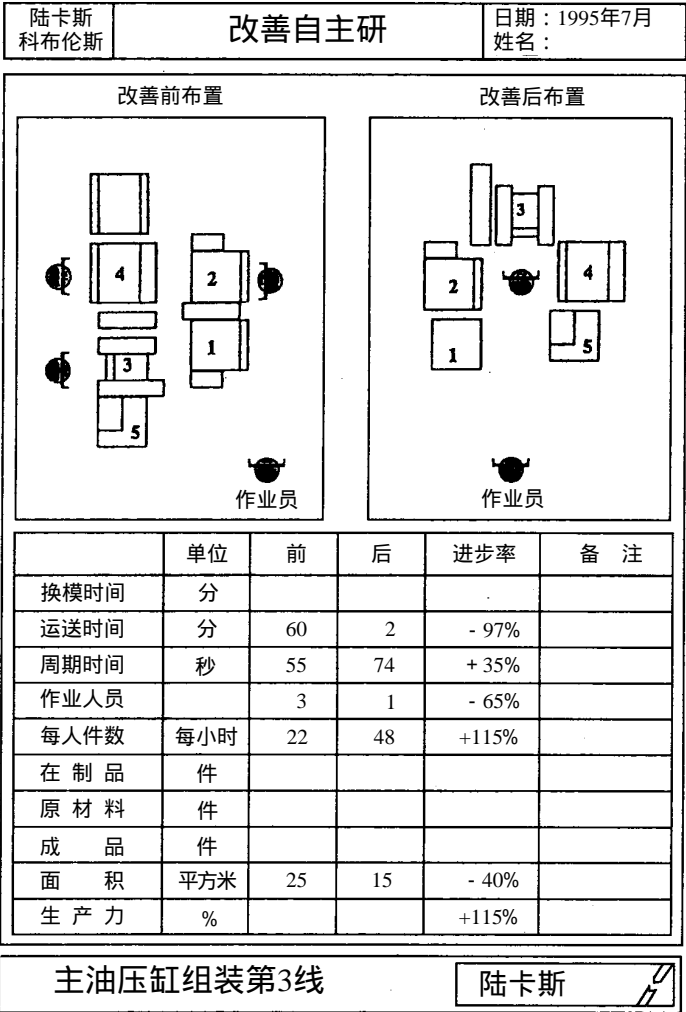 陆卡斯
科布伦斯
改善自主研
日期：1995年7月
姓名：
改善前布置
改善后布置
4
2
1
3
5
作业员
3
2
4
1
5
作业员
单位 前 后 进步率 备 注
换模时间 分
运送时间 分 60 2 - 97%
周期时间 秒 55 74 + 35%
作业人员 3 1 - 65%
每人件数 每小时 22 48 +115%
在 制 品 件
原 材 料 件
成 品 件
面 积 平方米 25 15 - 40%
生 产 力 % +115%
主油压缸组装第3线
陆卡斯